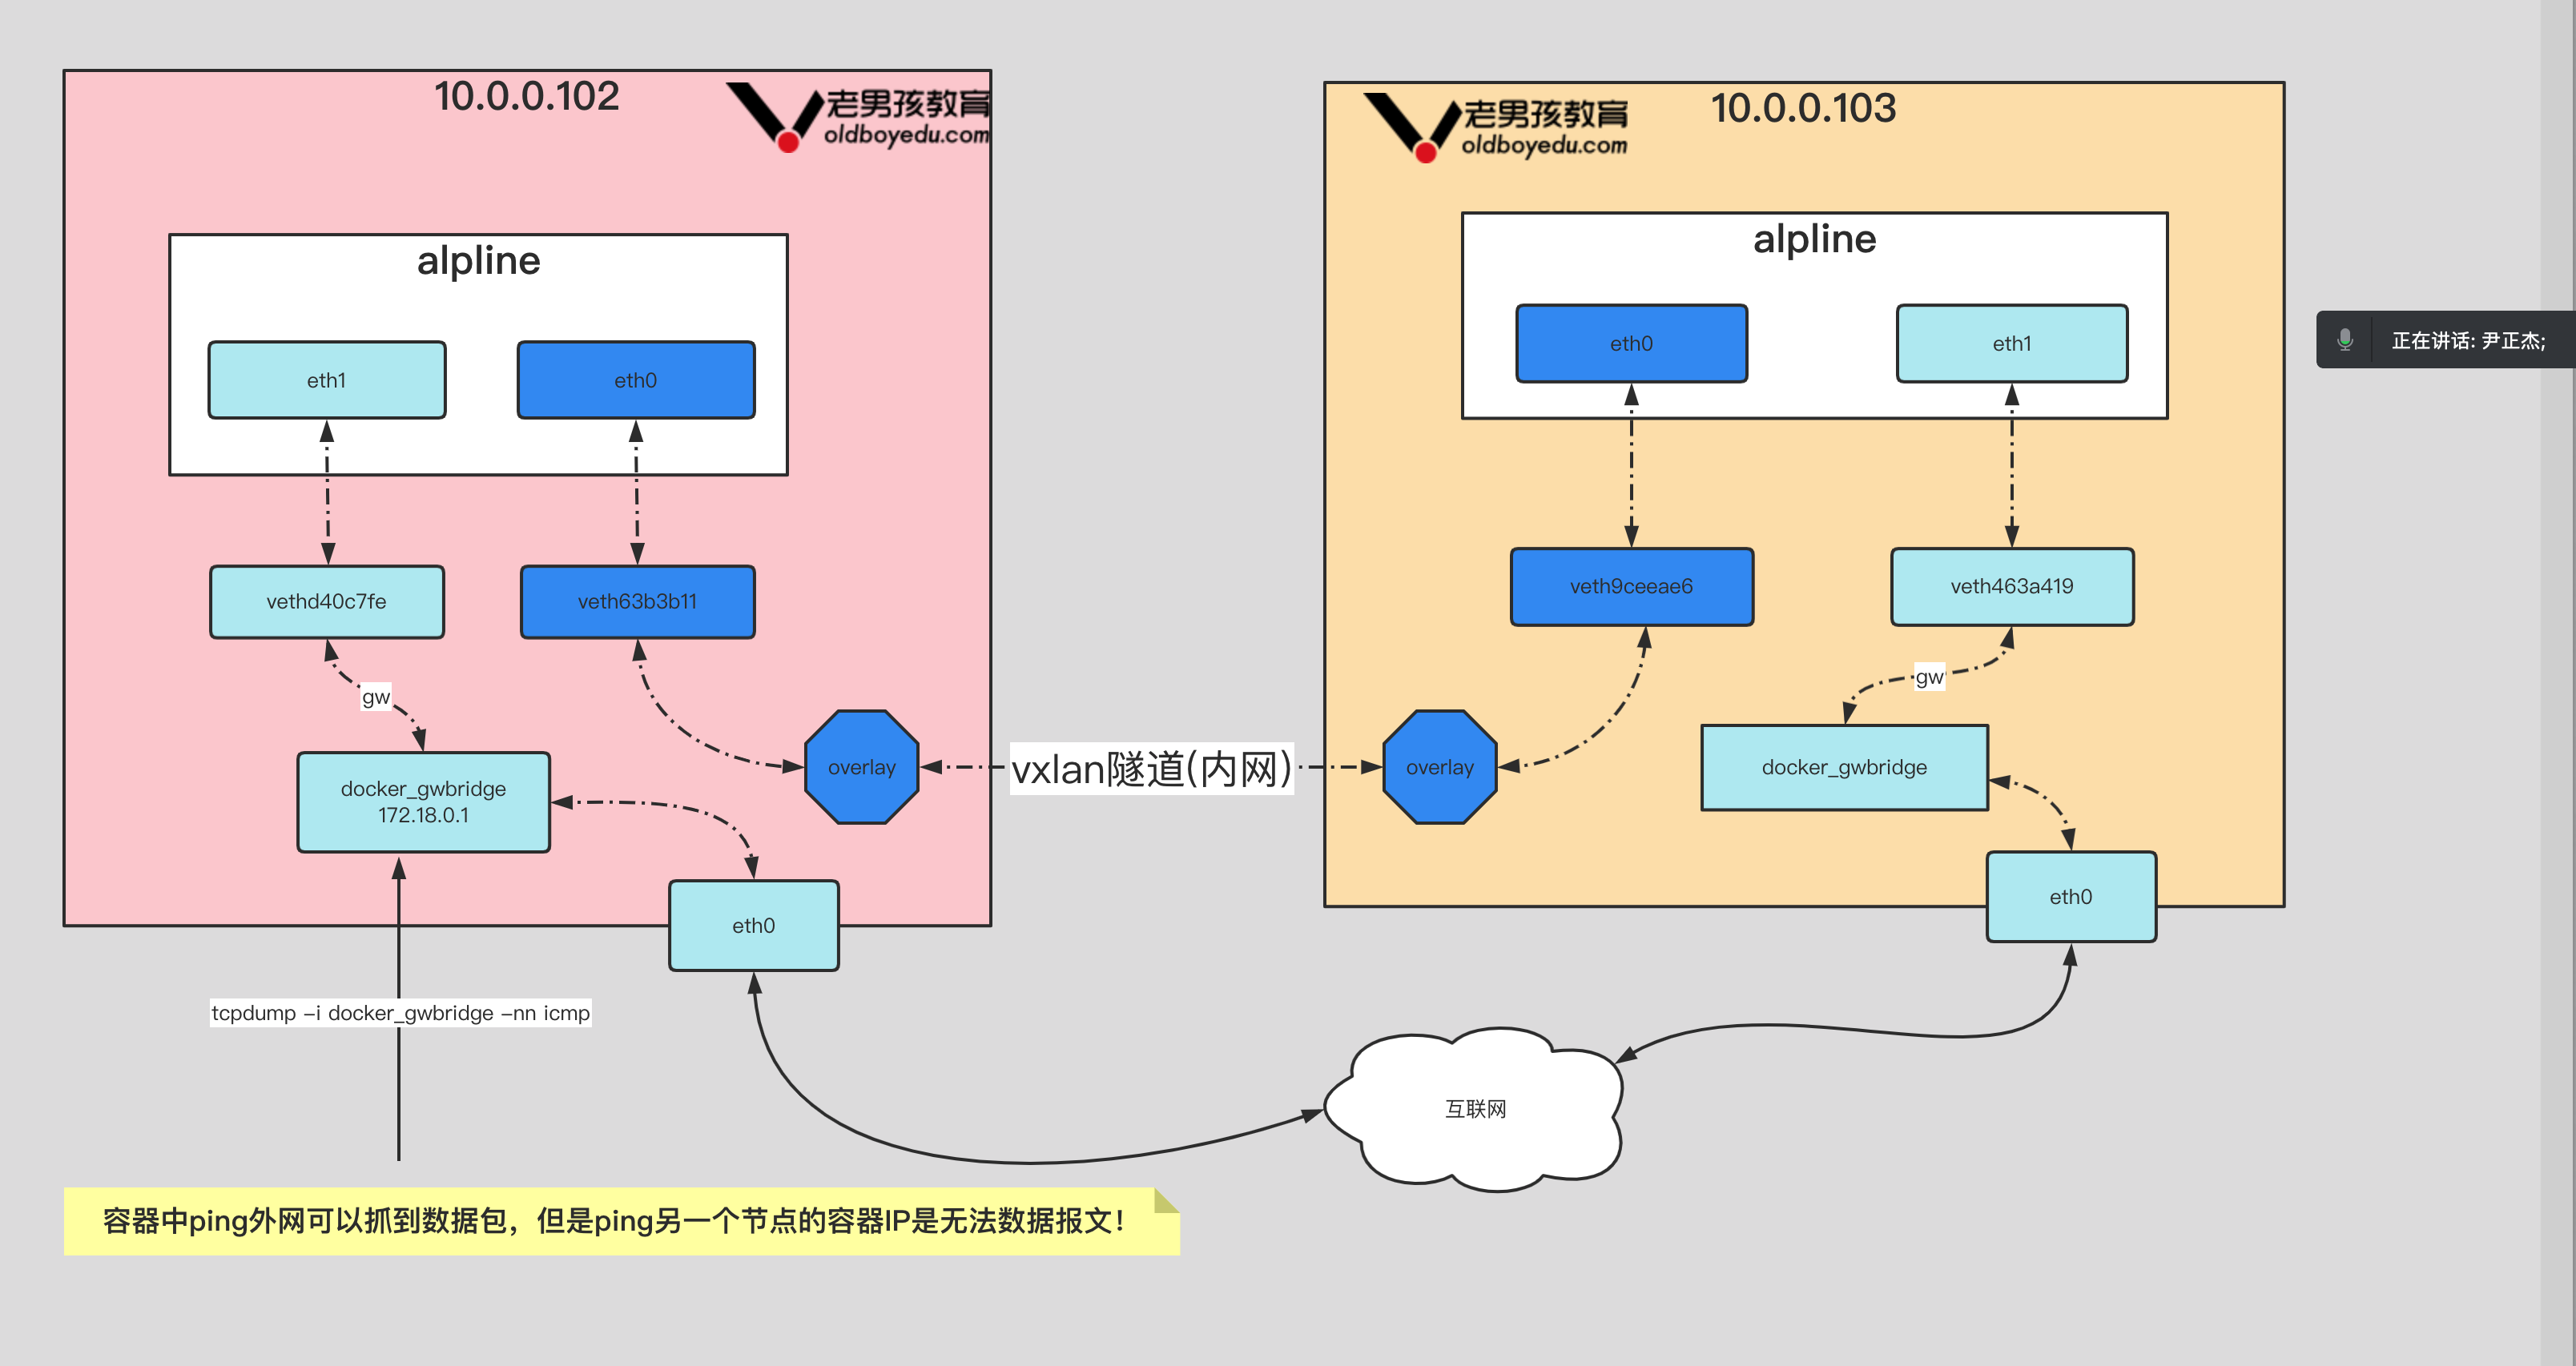 10.0.0.102
老男孩教育
oldboyedu.com
alpline
eth1
eth0
vethd40c7fe
veth63b3b11
gw
docker_gwbridge
172.18.0.1
overlay
eth0
tcpdump -i docker_gwbridge -nn icmp
vxlan隧道(内网)
老男孩教育
oldboyedu.com
10.0.0.103
alpline
eth0
eth1
veth9ceeae6
veth463a419
gw
overlay
docker_gwbridge
eth0
互联网
正在讲话: 尹正杰;
容器中ping外网可以抓到数据包，但是ping另一个节点的容器IP是无法数据报文！